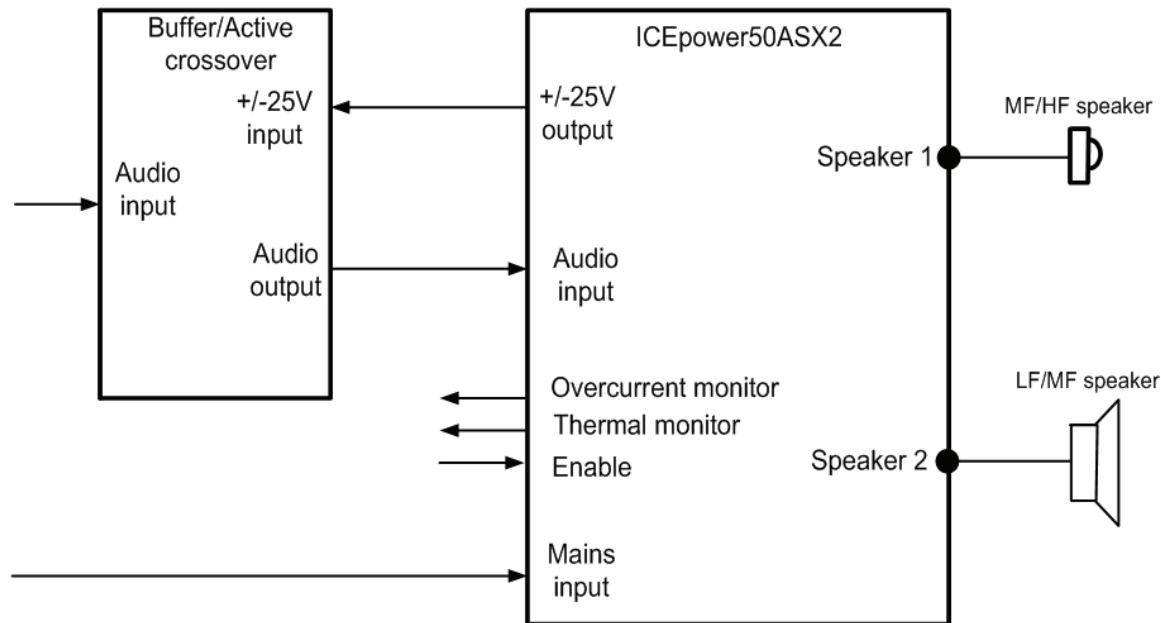 Buffer/Active
crossover
+/-25V
input
Audio
input
Audio
output
ICEpower50ASX2
+/-25V
output
Speaker 1
Audio
input
Overcurrent monitor
Thermal monitor
Enable
Speaker 2
Mains
input
MF/HF speaker
LF/MF speaker